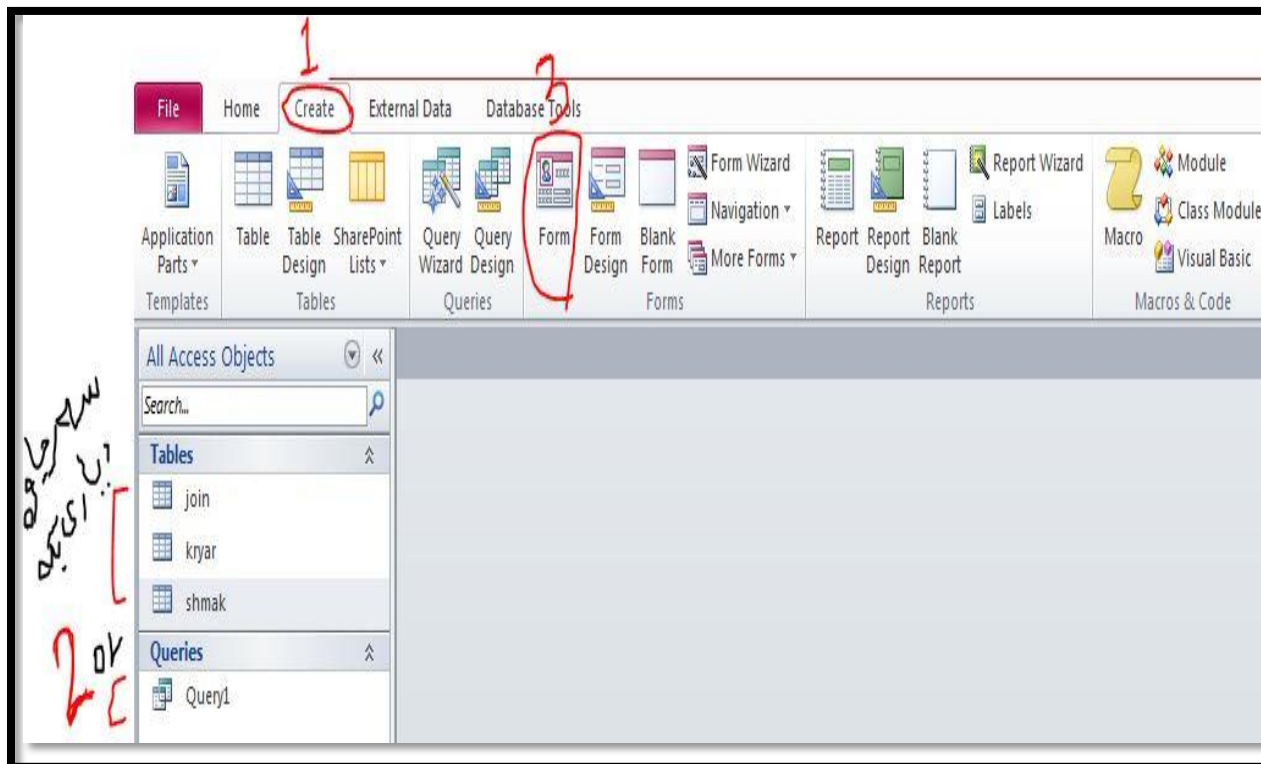 1
3
File Home Create External Data Database Tools
Application Parts
Table
Table Design
SharePoint Lists
Query Wizard
Query Design
Form
Form Design
Blank Form
Form Wizard
Navigation
More Forms
Report
Report Design
Blank Report
Report Wizard
Labels
Macro
Module
Class Module
Visual Basic
Templates Tables Queries Forms Reports Macros & Code
All Access Objects
Search...
Tables
join
kryar
shmak
2 or
Queries
Query1